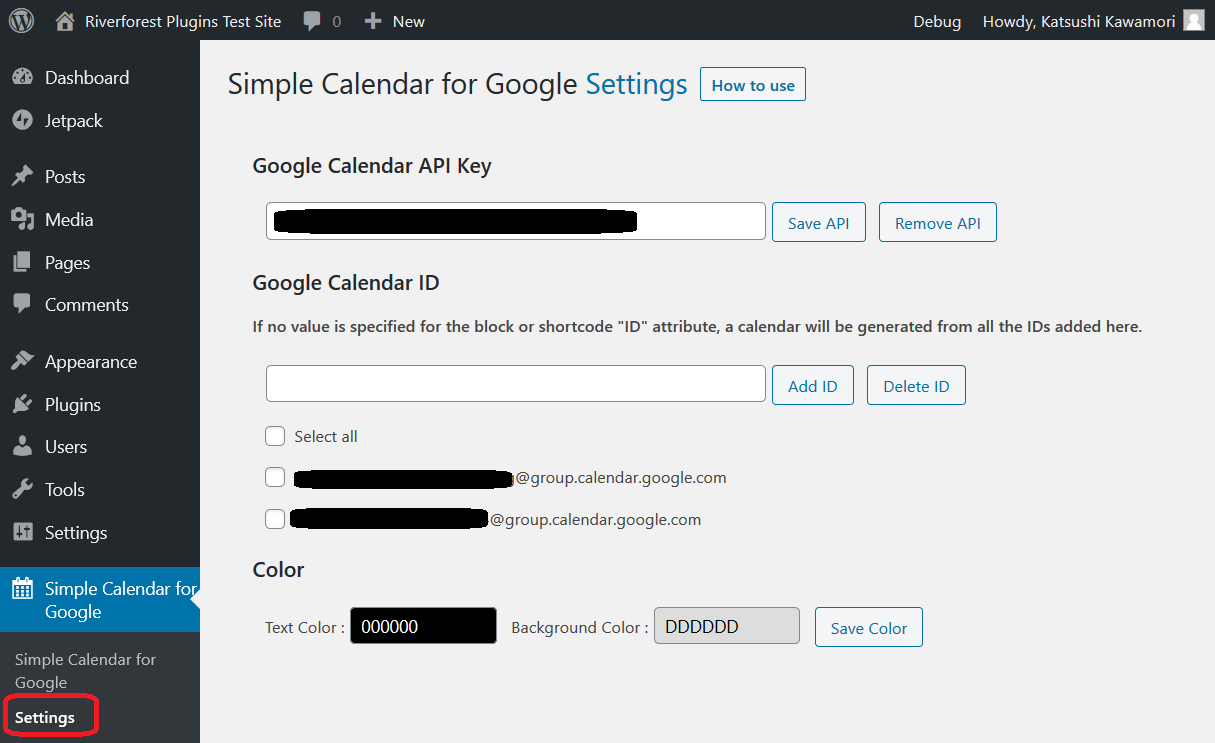 Riverforest Plugins Test Site 0 New Debug Howdy, Katsushi Kawamori
Dashboard
Jetpack
Posts
Media
Pages
Comments
Appearance
Plugins
Users
Tools
Settings
Simple Calendar for
Google
Simple Calendar for
Google
Settings
Simple Calendar for Google Settings How to use
Google Calendar API Key
Save API Remove API
Google Calendar ID
If no value is specified for the block or shortcode "ID" attribute, a calendar will be generated from all the IDs added here.
Add ID Delete ID
Select all
@group.calendar.google.com
@group.calendar.google.com
Color
Text Color : 000000 Background Color : DDDDDD Save Color